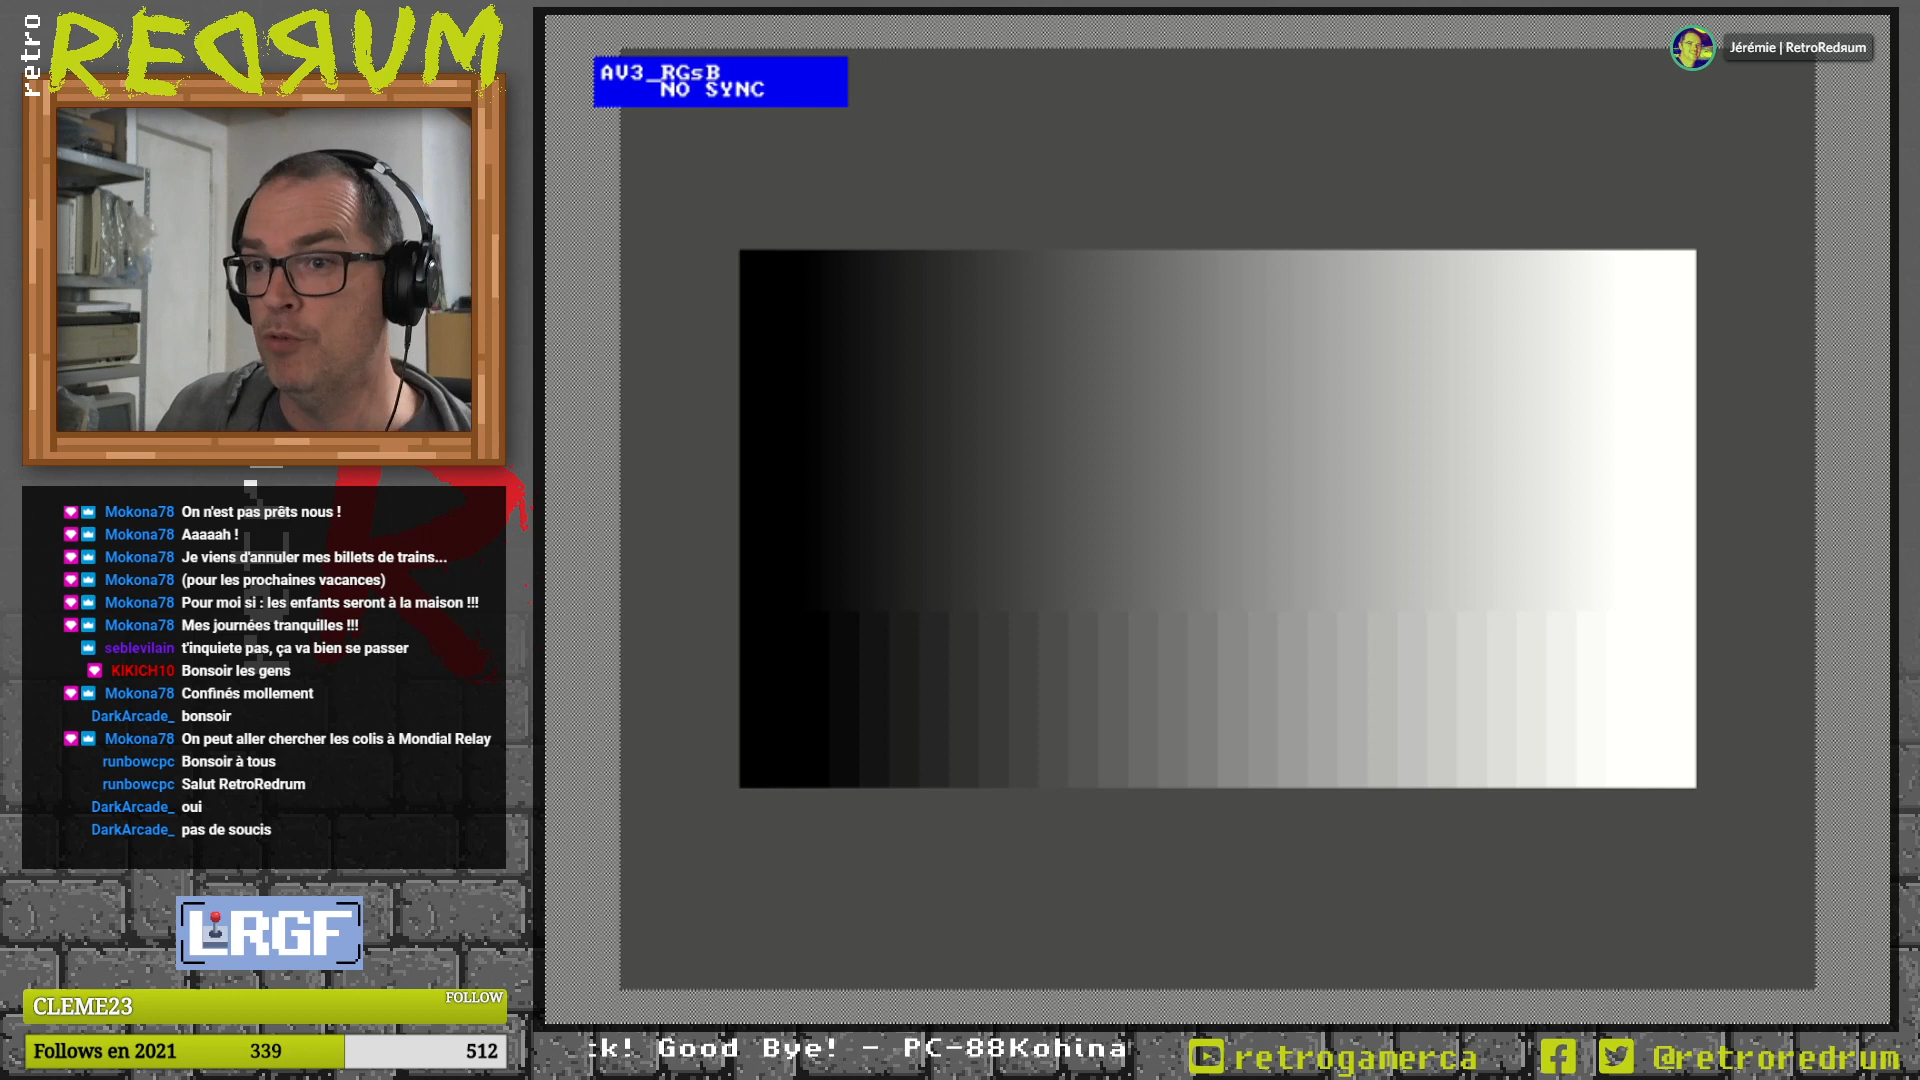 retro
REDRUM
AV3_RGsB
NO SYNC
Jérémie | RetroRedяum
Mokona78 On n'est pas prêts nous !
Mokona78 Aaaaah !
Mokona78 Je viens d'annuler mes billets de trains...
Mokona78 (pour les prochaines vacances)
Mokona78 Pour moi si : les enfants seront à la maison !!!
Mokona78 Mes journées tranquilles !!!
seblevilain t'inquiete pas, ça va bien se passer
KIKICH10 Bonsoir les gens
Mokona78 Confinés mollement
DarkArcade_ bonsoir
Mokona78 On peut aller chercher les colis à Mondial Relay
runbowcpc Bonsoir à tous
runbowcpc Salut RetroRedrum
DarkArcade_ oui
DarkArcade_ pas de soucis
LRGF
CLEME23 FOLLOW
Follows en 2021 339 512
:k! Good Bye! - PC-88Kohina
retrogamerca
@retroredrum